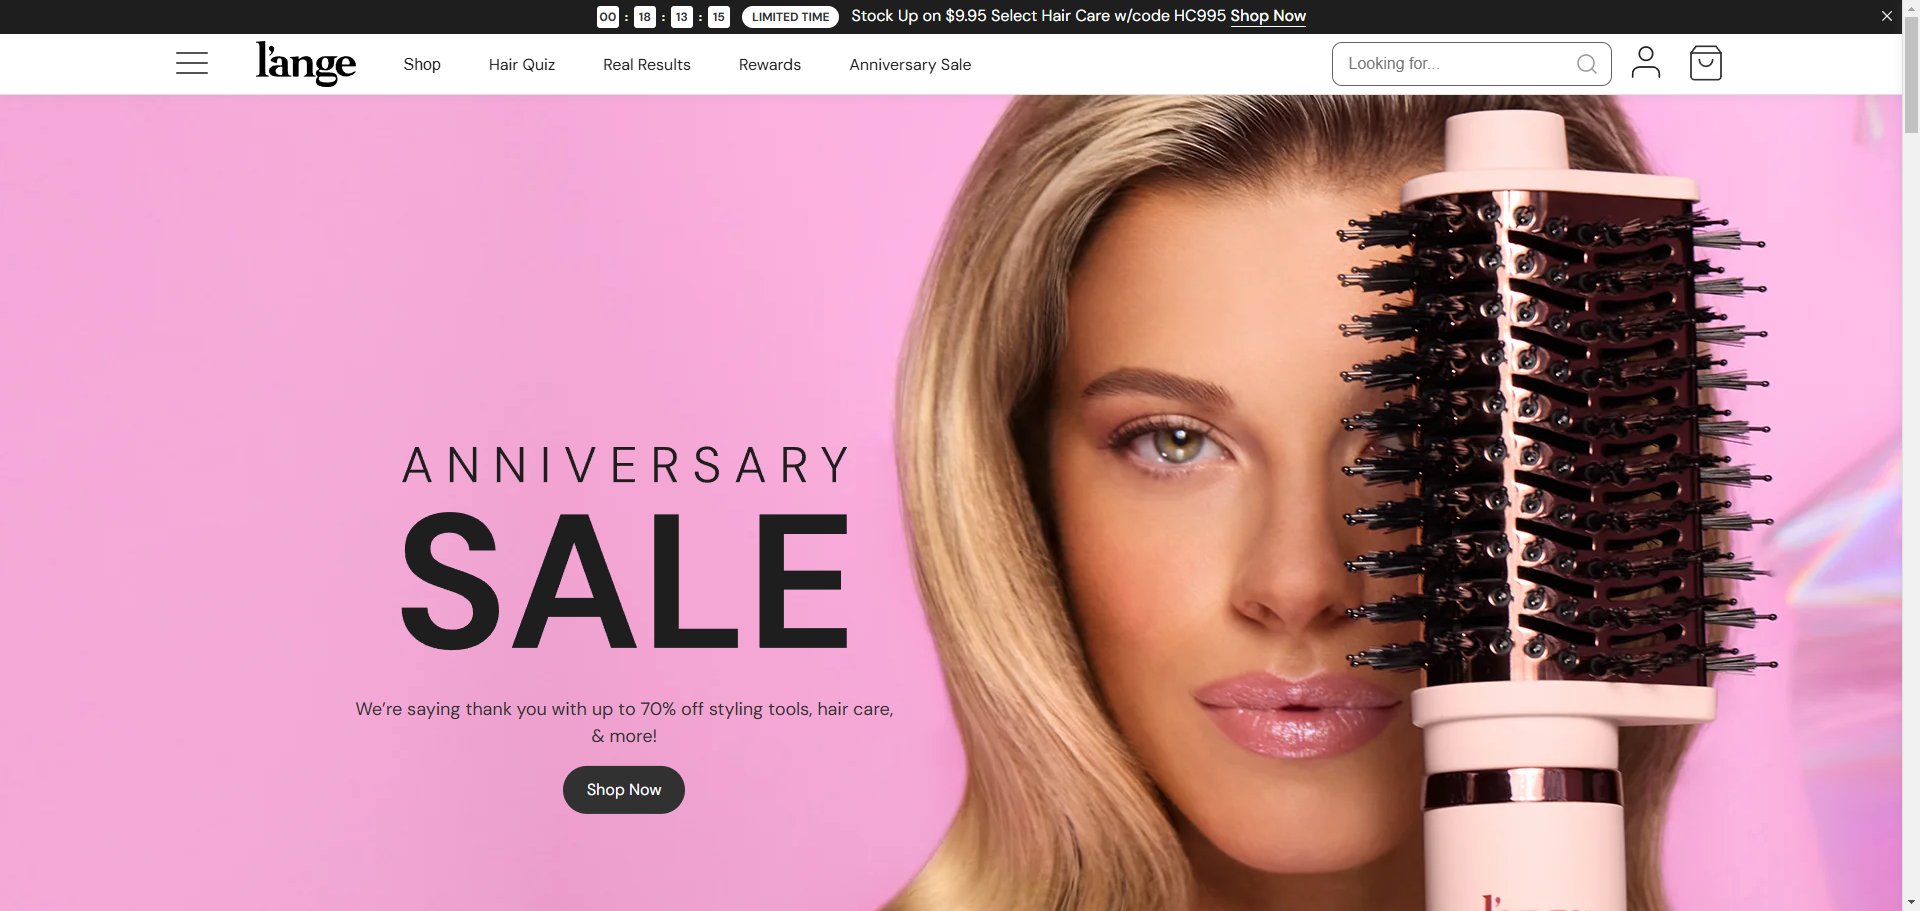 00 : 18 : 13 : 15 LIMITED TIME Stock Up on $9.95 Select Hair Care w/code HC995 Shop Now
l'ange Shop Hair Quiz Real Results Rewards Anniversary Sale Looking for...
ANNIVERSARY
SALE
We’re saying thank you with up to 70% off styling tools, hair care,
& more!
Shop Now